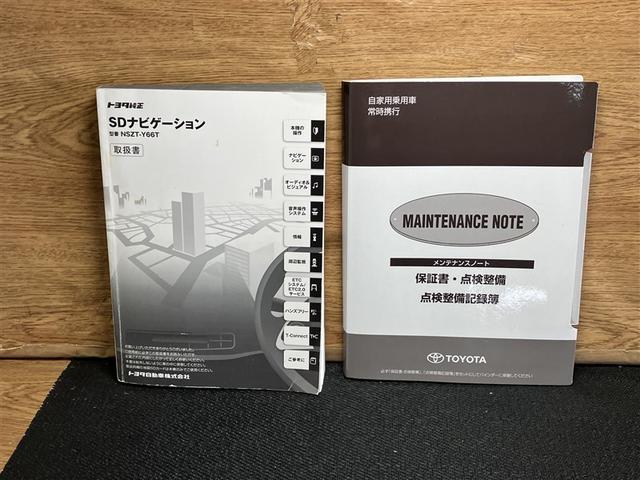 トヨタ純正
SDナビゲーション
型番 NSZT-Y66T
取扱書
本機の
操作
ナビゲー
ション
オーディオ&
ビジュアル
音声操作
システム
情報
周辺監視
ETC
システム/
ETC2.0
サービス
ハンズフリー
T-Connect
ご参考に
トヨタ自動車株式会社
自家用乗用車
常時携行
MAINTENANCE NOTE
メンテナンスノート
保証書・点検整備
点検整備記録簿
TOYOTA